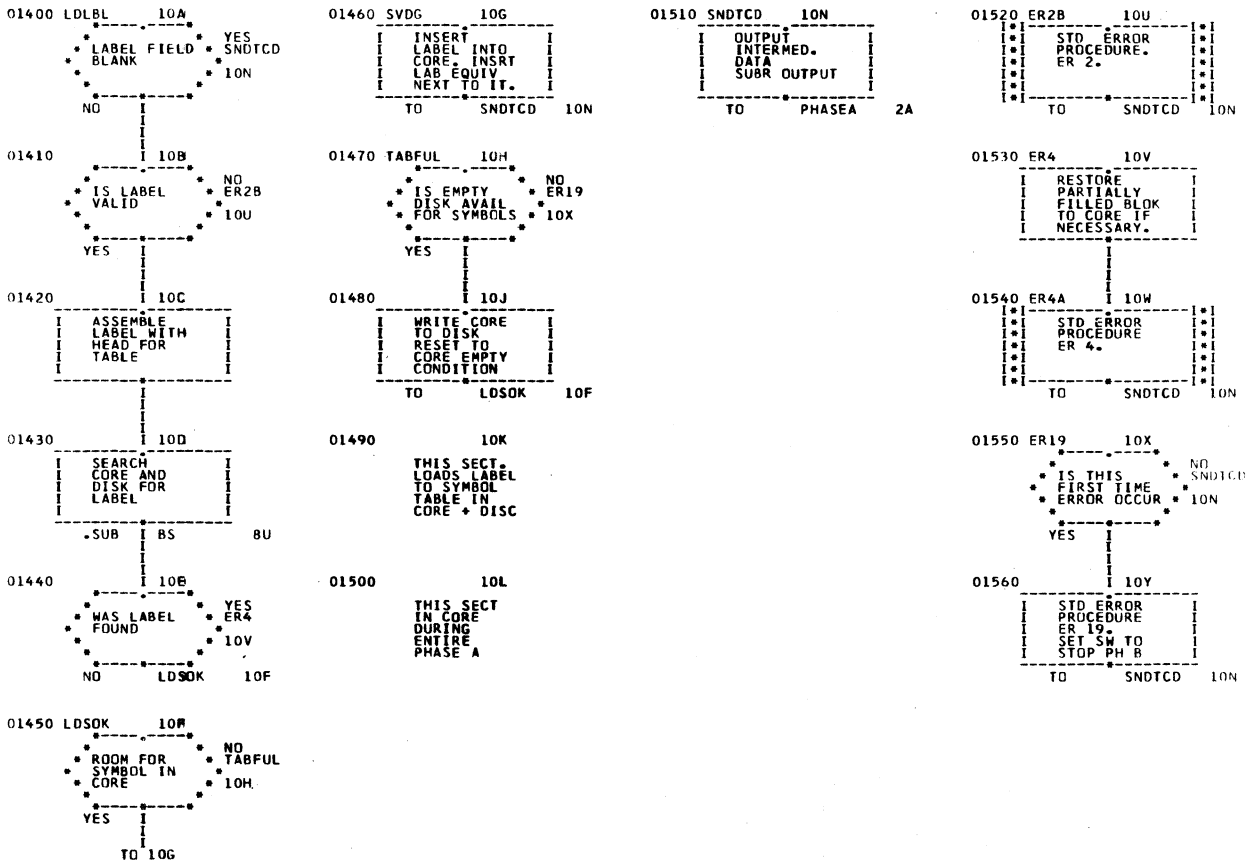 01400 LDLBL 10A
LABEL FIELD
BLANK
YES
SNDTCD
10N
NO
01410 10B
IS LABEL
VALID
NO
ER2B
10U
YES
01420 10C
ASSEMBLE
LABEL WITH
HEAD FOR
TABLE
01430 10D
SEARCH
CORE AND
DISK FOR
LABEL
.SUB BS 8U
01440 10E
WAS LABEL
FOUND
YES
ER4
10V
NO LDSOK 10F
01450 LDSOK 10F
ROOM FOR
SYMBOL IN
CORE
NO
TABFUL
10H
YES
TO 10G
01460 SVDG 10G
INSERT
LABEL INTO
CORE. INSRT
LAB EQUIV
NEXT TO IT.
TO SNDTCD 10N
01470 TABFUL 10H
IS EMPTY
DISK AVAIL
FOR SYMBOLS
NO
ER19
10X
YES
01480 10J
WRITE CORE
TO DISK
RESET TO
CORE EMPTY
CONDITION
TO LDSOK 10F
01490 10K
THIS SECT.
LOADS LABEL
TO SYMBOL
TABLE IN
CORE + DISC
01500 10L
THIS SECT
IN CORE
DURING
ENTIRE
PHASE A
01510 SNDTCD 10N
OUTPUT
INTERMED.
DATA
SUBR OUTPUT
TO PHASEA 2A
01520 ER2B 10U
STD ERROR
PROCEDURE.
ER 2.
TO SNDTCD 10N
01530 ER4 10V
RESTORE
PARTIALLY
FILLED BLOK
TO CORE IF
NECESSARY.
01540 ER4A 10W
STD ERROR
PROCEDURE
ER 4.
TO SNDTCD 10N
01550 ER19 10X
IS THIS
FIRST TIME
ERROR OCCUR
NO
SNDTCD
10N
YES
01560 10Y
STD ERROR
PROCEDURE
ER 19.
SET SW TO
STOP PH B
TO SNDTCD 10N